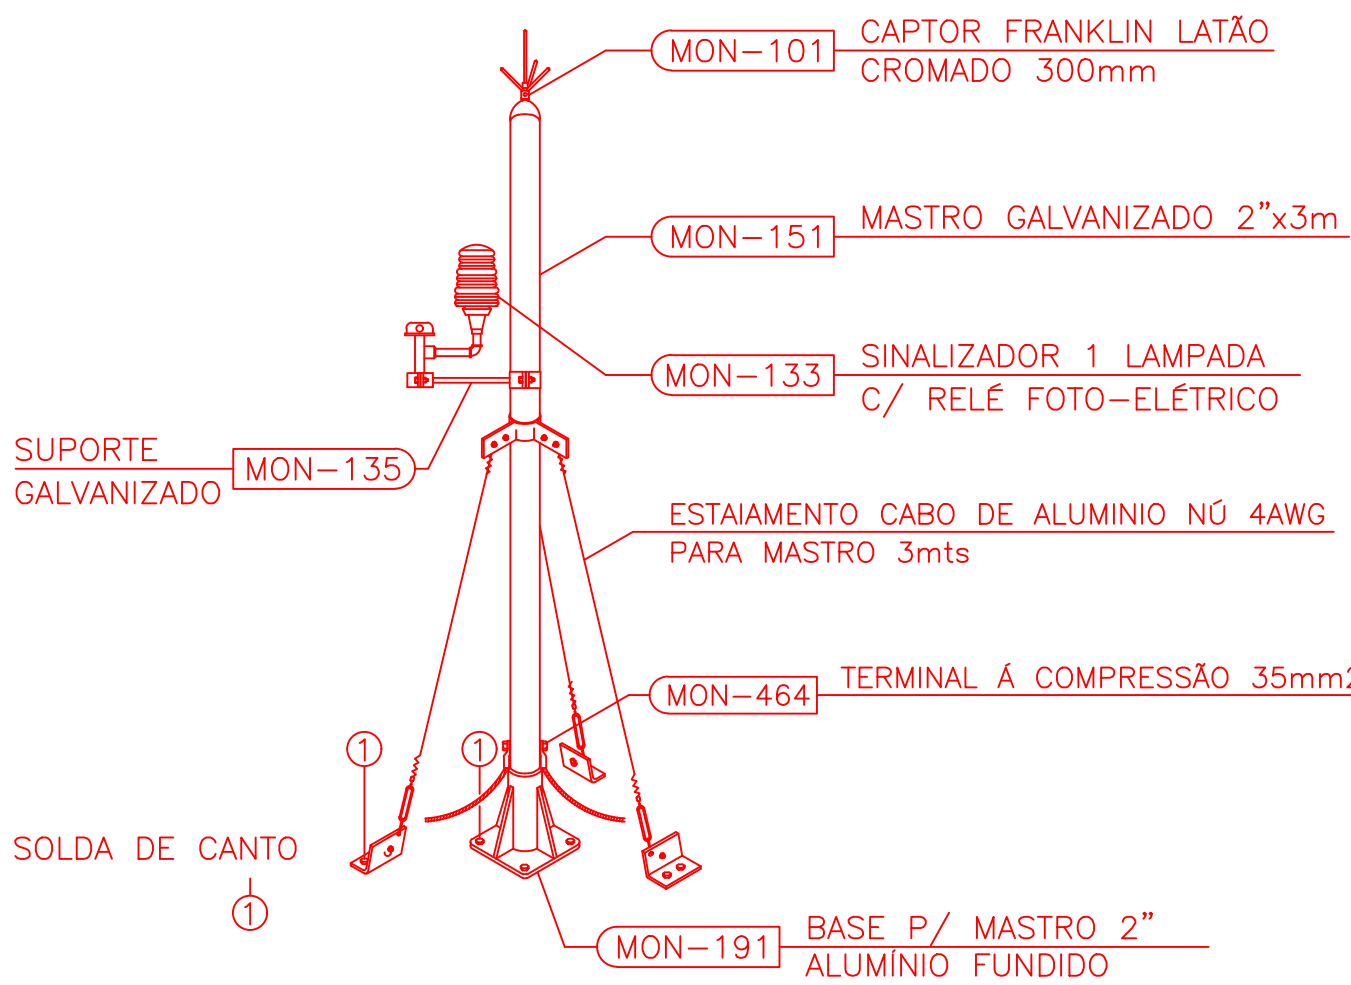 MON-101
CAPTOR FRANKLIN LATÃO
CROMADO 300mm
MON-151
MASTRO GALVANIZADO 2"x3m
MON-133
SINALIZADOR 1 LAMPADA
C/ RELÉ FOTO-ELÉTRICO
SUPORTE
GALVANIZADO
MON-135
ESTAIAMENTO CABO DE ALUMINIO NÚ 4AWG
PARA MASTRO 3mts
MON-464
TERMINAL Á COMPRESSÃO 35mm2
1
1
SOLDA DE CANTO
1
MON-191
BASE P/ MASTRO 2"
ALUMÍNIO FUNDIDO